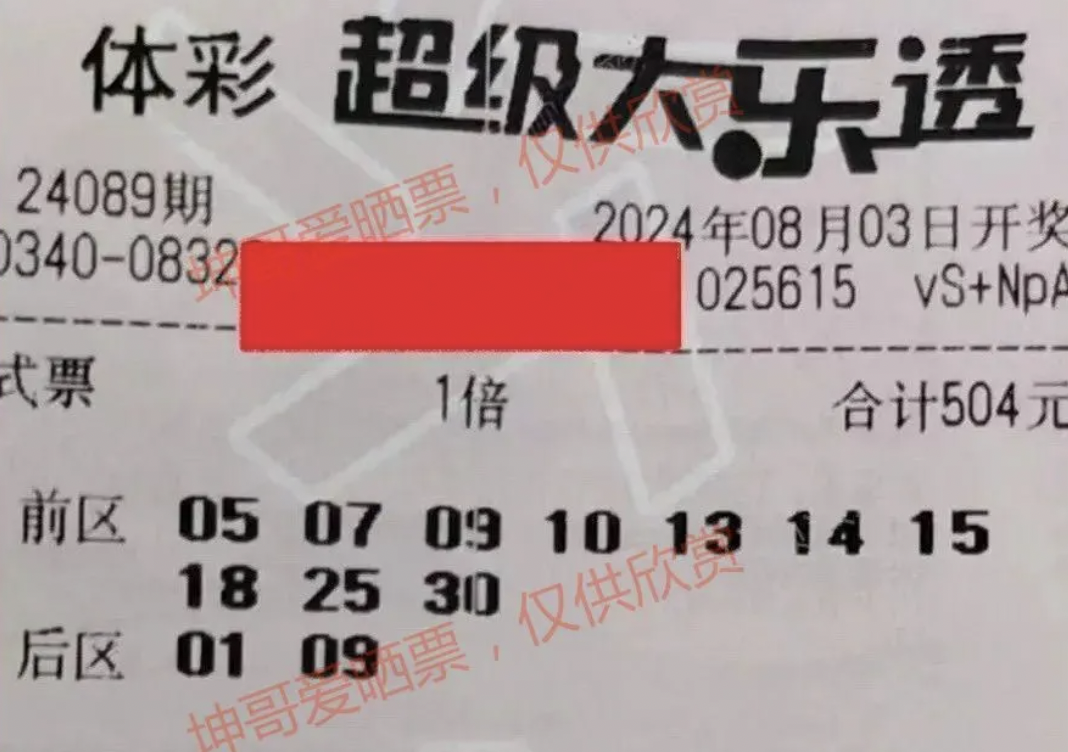 体彩 超级大乐透
24089期 2024年08月03日开奖
0340-0832 025615 vS+NpA
式票 1倍 合计504元
前区 05 07 09 10 13 14 15
18 25 30
后区 01 09
坤哥爱晒票，仅供欣赏
坤哥爱晒票，仅供欣赏